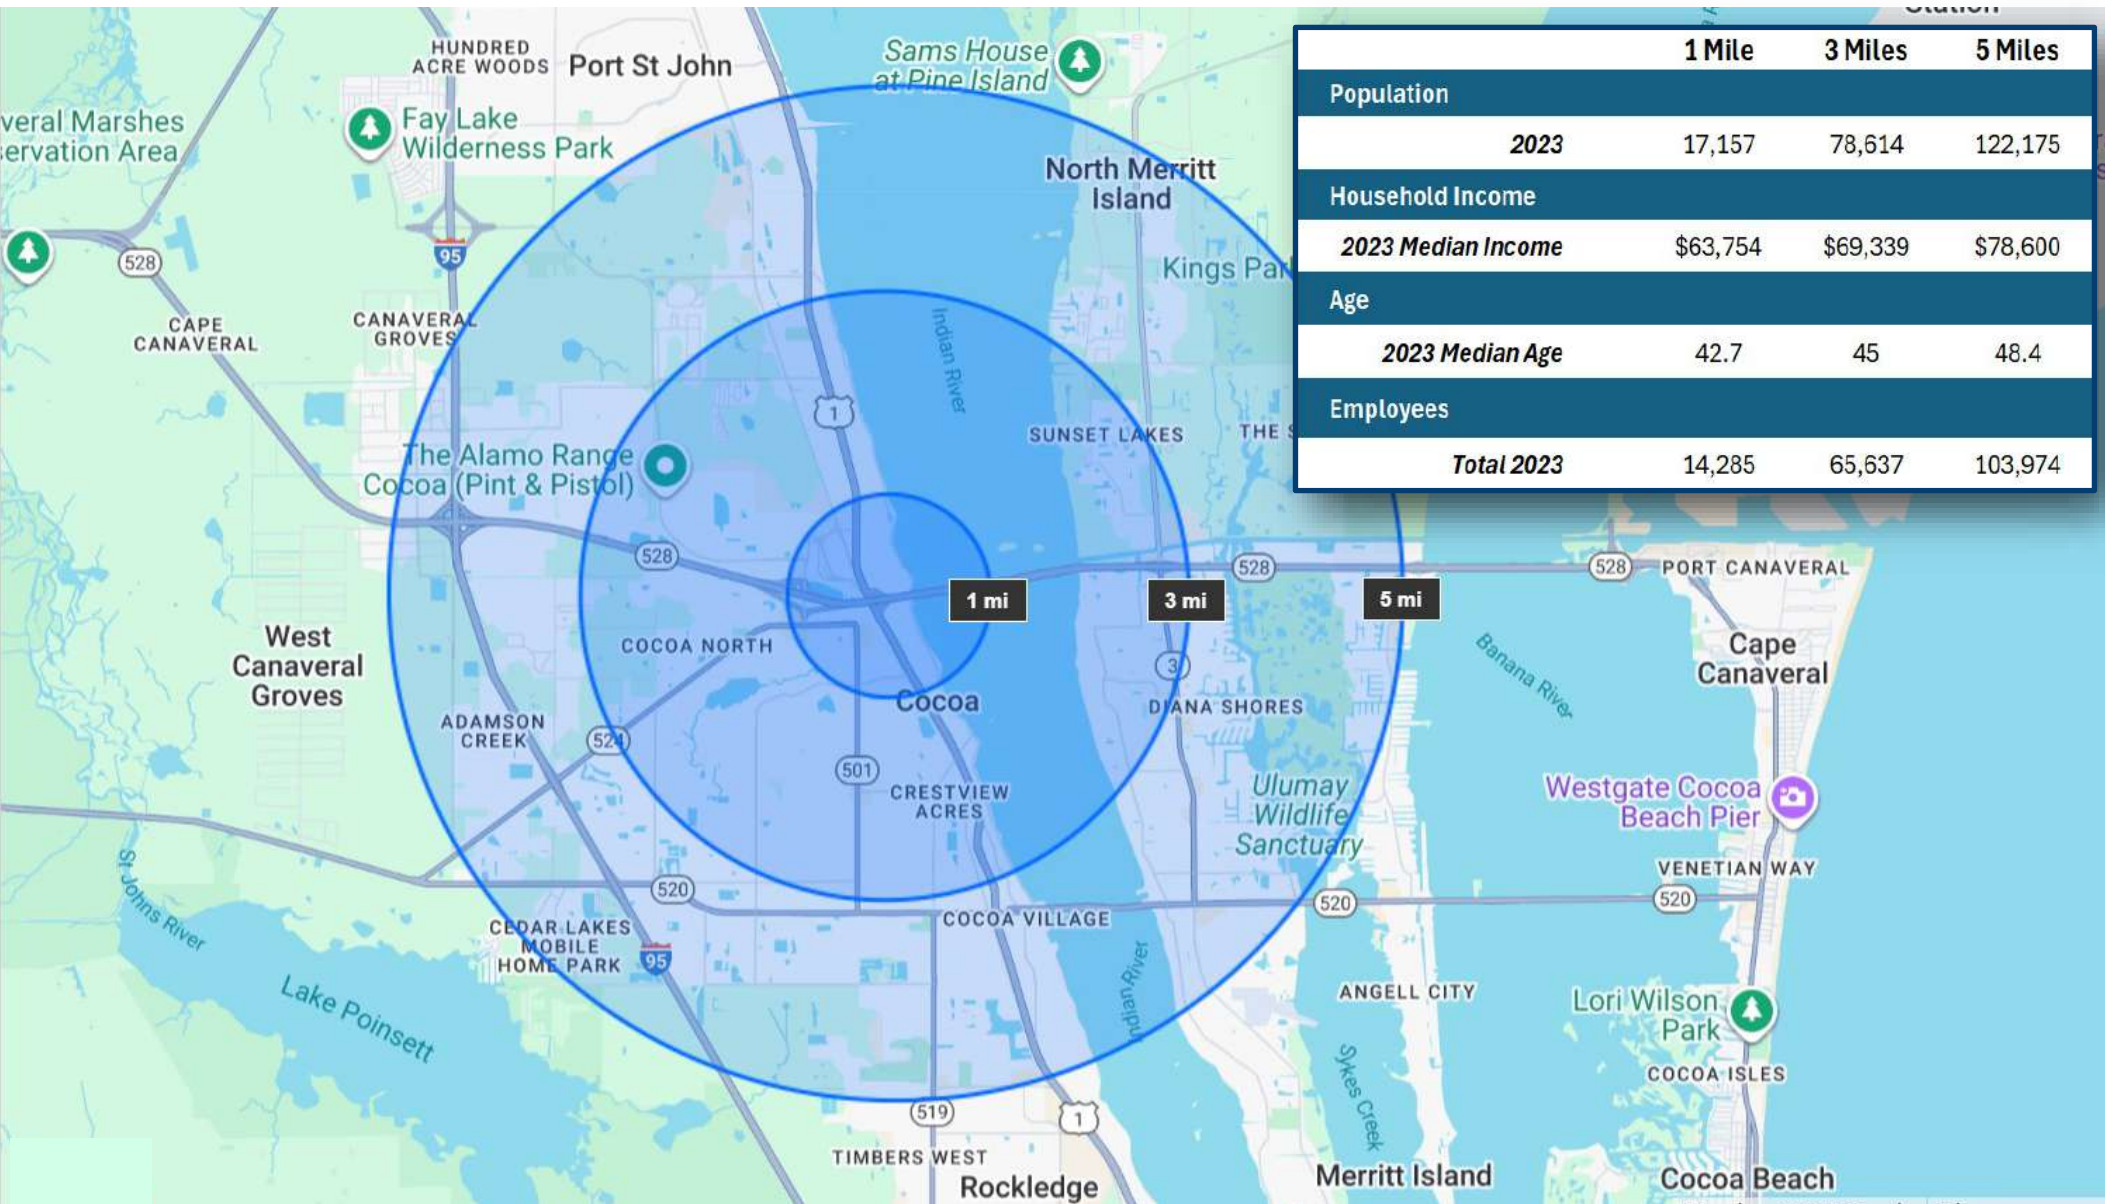 HUNDRED
ACRE WOODS
Port St John
Sams House
at Pine Island
Fay Lake
Wilderness Park
veral Marshes
servation Area
North Merritt
Island
528
95
Kings Par
CAPE
CANAVERAL
CANAVERAL
GROVES
Indian River
1
SUNSET LAKES
THE S
The Alamo Range
Cocoa (Pint & Pistol)
528
528
528
PORT CANAVERAL
1 mi
3 mi
5 mi
West
Canaveral
Groves
COCOA NORTH
Cocoa
3
DIANA SHORES
Banana River
Cape
Canaveral
ADAMSON
CREEK
524
501
CRESTVIEW
ACRES
Ulumay
Wildlife
Sanctuary
Westgate Cocoa
Beach Pier
VENETIAN WAY
St Johns River
520
520
520
COCOA VILLAGE
CEDAR LAKES
MOBILE
HOME PARK
95
Lake Poinsett
Indian River
ANGELL CITY
Lori Wilson
Park
Sykes Creek
COCOA ISLES
519
1
TIMBERS WEST
Rockledge
Merritt Island
Cocoa Beach
1 Mile 3 Miles 5 Miles
Population
2023 17,157 78,614 122,175
Household Income
2023 Median Income $63,754 $69,339 $78,600
Age
2023 Median Age 42.7 45 48.4
Employees
Total 2023 14,285 65,637 103,974